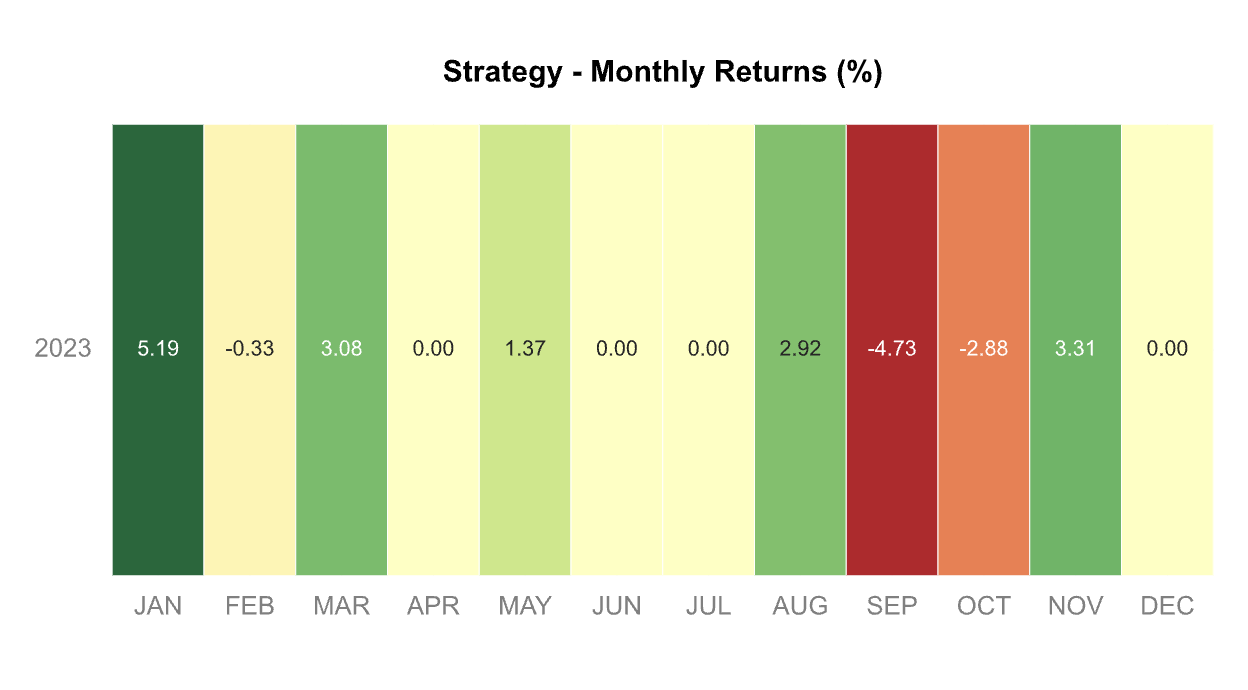 Strategy - Monthly Returns (%)
2023 5.19 -0.33 3.08 0.00 1.37 0.00 0.00 2.92 -4.73 -2.88 3.31 0.00
JAN FEB MAR APR MAY JUN JUL AUG SEP OCT NOV DEC